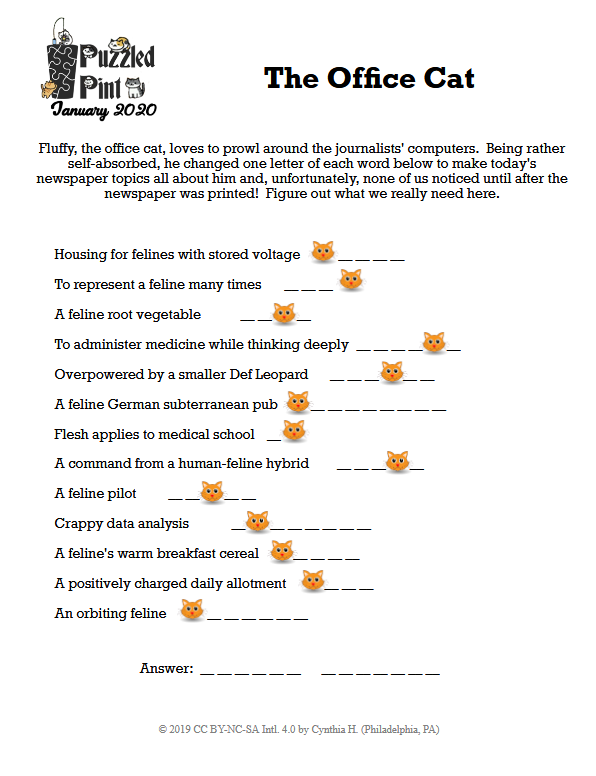 Puzzled
Pint
January 2020
The Office Cat
Fluffy, the office cat, loves to prowl around the journalists' computers. Being rather
self-absorbed, he changed one letter of each word below to make today's
newspaper topics all about him and, unfortunately, none of us noticed until after the
newspaper was printed! Figure out what we really need here.
Housing for felines with stored voltage __ __ __ __
To represent a feline many times __ __ __
A feline root vegetable __ __ __
To administer medicine while thinking deeply __ __ __ __ __
Overpowered by a smaller Def Leopard __ __ __ __ __
A feline German subterranean pub __ __ __ __ __ __ __ __
Flesh applies to medical school __
A command from a human-feline hybrid __ __ __ __
A feline pilot __ __ __ __
Crappy data analysis __ __ __ __ __ __ __
A feline's warm breakfast cereal __ __ __ __
A positively charged daily allotment __ __ __
An orbiting feline __ __ __ __ __ __
Answer: __ __ __ __ __ __ __ __ __ __ __ __ __
© 2019 CC BY-NC-SA Intl. 4.0 by Cynthia H. (Philadelphia, PA)